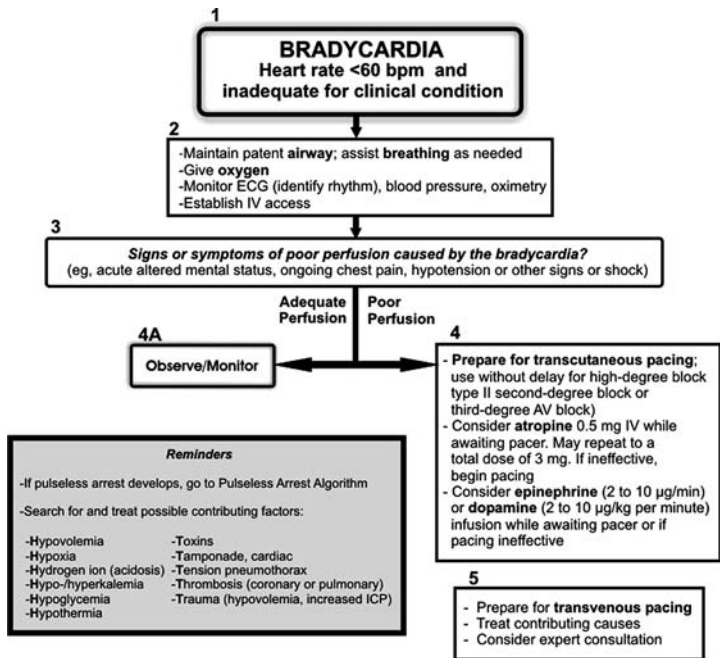 1
BRADYCARDIA
Heart rate <60 bpm and
inadequate for clinical condition
2
-Maintain patent airway; assist breathing as needed
-Give oxygen
-Monitor ECG (identify rhythm), blood pressure, oximetry
-Establish IV access
3
Signs or symptoms of poor perfusion caused by the bradycardia?
(eg, acute altered mental status, ongoing chest pain, hypotension or other signs or shock)
Adequate
Perfusion
Poor
Perfusion
4A
Observe/Monitor
4
- Prepare for transcutaneous pacing;
use without delay for high-degree block
type II second-degree block or
third-degree AV block)
- Consider atropine 0.5 mg IV while
awaiting pacer. May repeat to a
total dose of 3 mg. If ineffective,
begin pacing
- Consider epinephrine (2 to 10 µg/min)
or dopamine (2 to 10 µg/kg per minute)
infusion while awaiting pacer or if
pacing ineffective
Reminders
-If pulseless arrest develops, go to Pulseless Arrest Algorithm
-Search for and treat possible contributing factors:
-Hypovolemia
-Hypoxia
-Hydrogen ion (acidosis)
-Hypo-/hyperkalemia
-Hypoglycemia
-Hypothermia
-Toxins
-Tamponade, cardiac
-Tension pneumothorax
-Thrombosis (coronary or pulmonary)
-Trauma (hypovolemia, increased ICP)
5
- Prepare for transvenous pacing
- Treat contributing causes
- Consider expert consultation